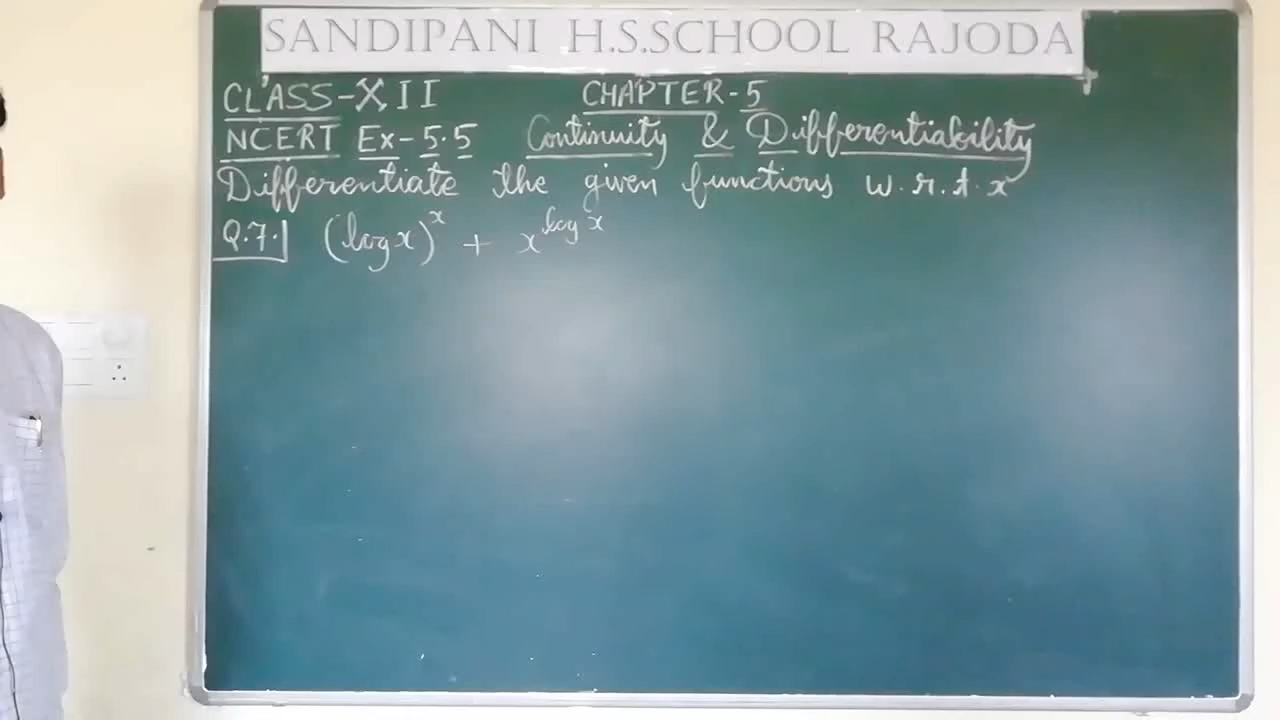 SANDIPANI H.S.SCHOOL RAJODA
CLASS-XII CHAPTER-5
NCERT Ex-5.5 Continuity & Differentiability
Differentiate the given functions w.r.t.x
Q.7. (log x)^x + x^{log x}